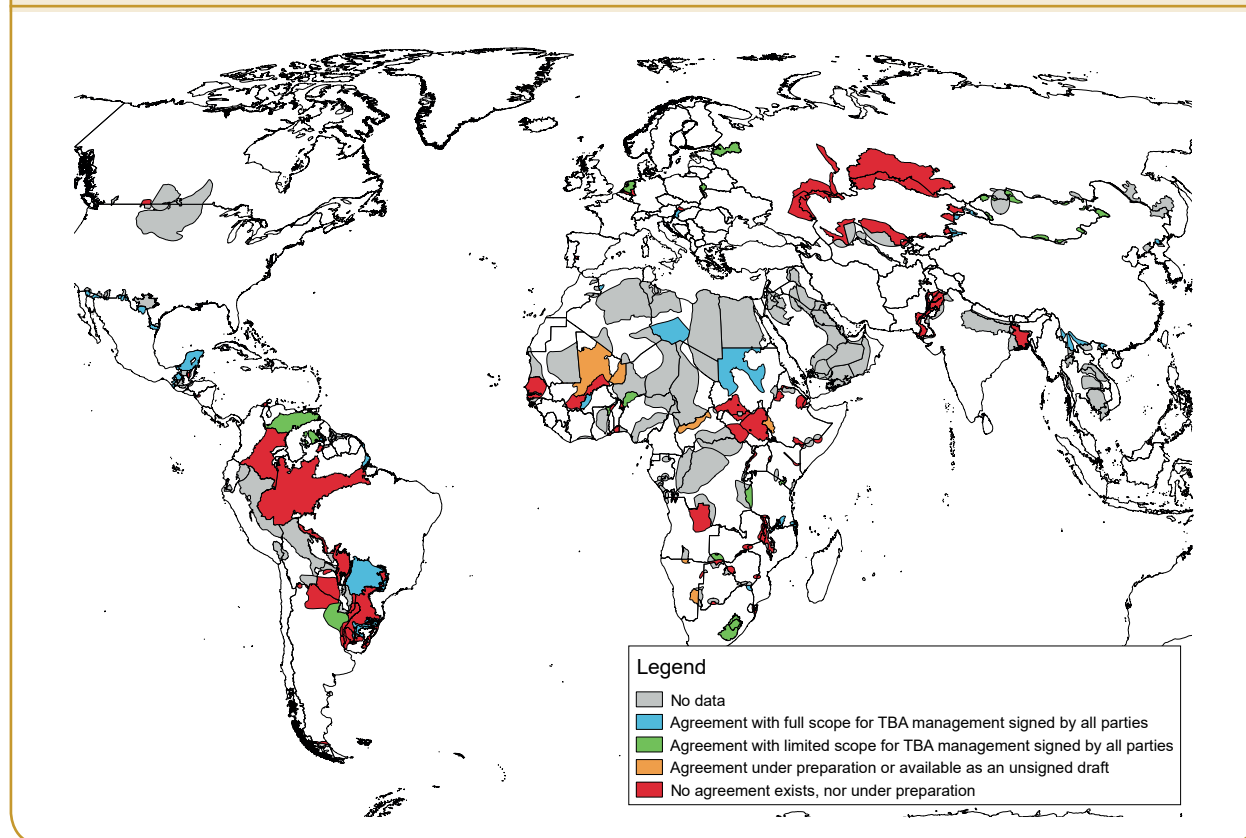 Legend
No data
Agreement with full scope for TBA management signed by all parties
Agreement with limited scope for TBA management signed by all parties
Agreement under preparation or available as an unsigned draft
No agreement exists, nor under preparation